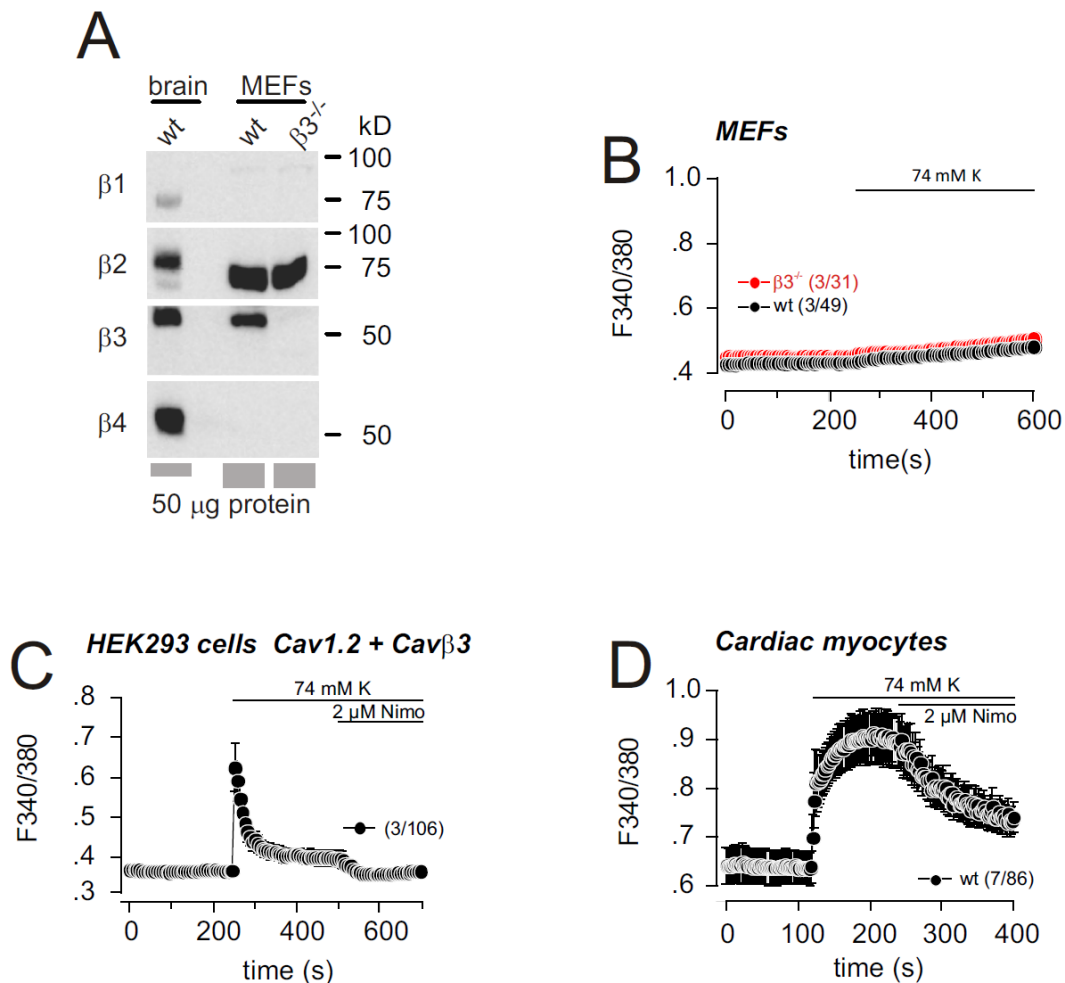 A
brain MEFs
wt wt β3-/- kD
β1
100
75
β2
100
75
β3
50
β4
50
50 µg protein
B
MEFs
74 mM K
F340/380
1.0
.8
.6
.4
β3-/- (3/31)
wt (3/49)
0 200 400 600
time(s)
C
HEK293 cells Cav1.2 + Cavβ3
74 mM K
2 µM Nimo
F340/380
.8
.7
.6
.5
.4
.3
(3/106)
0 200 400 600
time (s)
D
Cardiac myocytes
74 mM K
2 µM Nimo
F340/380
1.0
.9
.8
.7
.6
wt (7/86)
0 100 200 300 400
time (s)